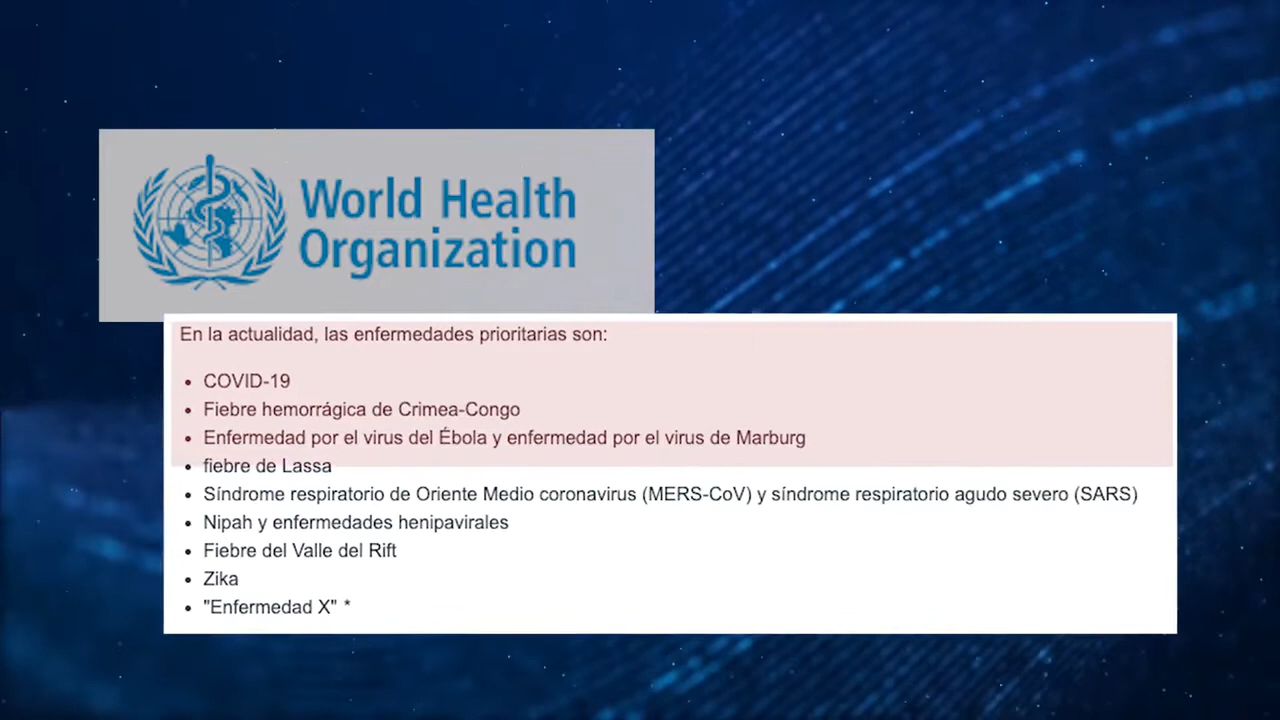 World Health
Organization
En la actualidad, las enfermedades prioritarias son:
• COVID-19
• Fiebre hemorrágica de Crimea-Congo
• Enfermedad por el virus del Ébola y enfermedad por el virus de Marburg
• fiebre de Lassa
• Síndrome respiratorio de Oriente Medio coronavirus (MERS-CoV) y síndrome respiratorio agudo severo (SARS)
• Nipah y enfermedades henipavirales
• Fiebre del Valle del Rift
• Zika
• "Enfermedad X" *